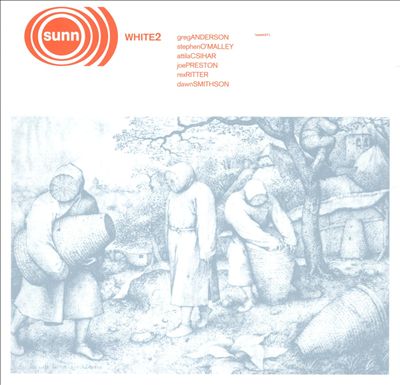 sunn
WHITE2
gregANDERSON
stephenO'MALLEY
attilaCSIHAR
joePRESTON
rexRITTER
dawnSMITHSON